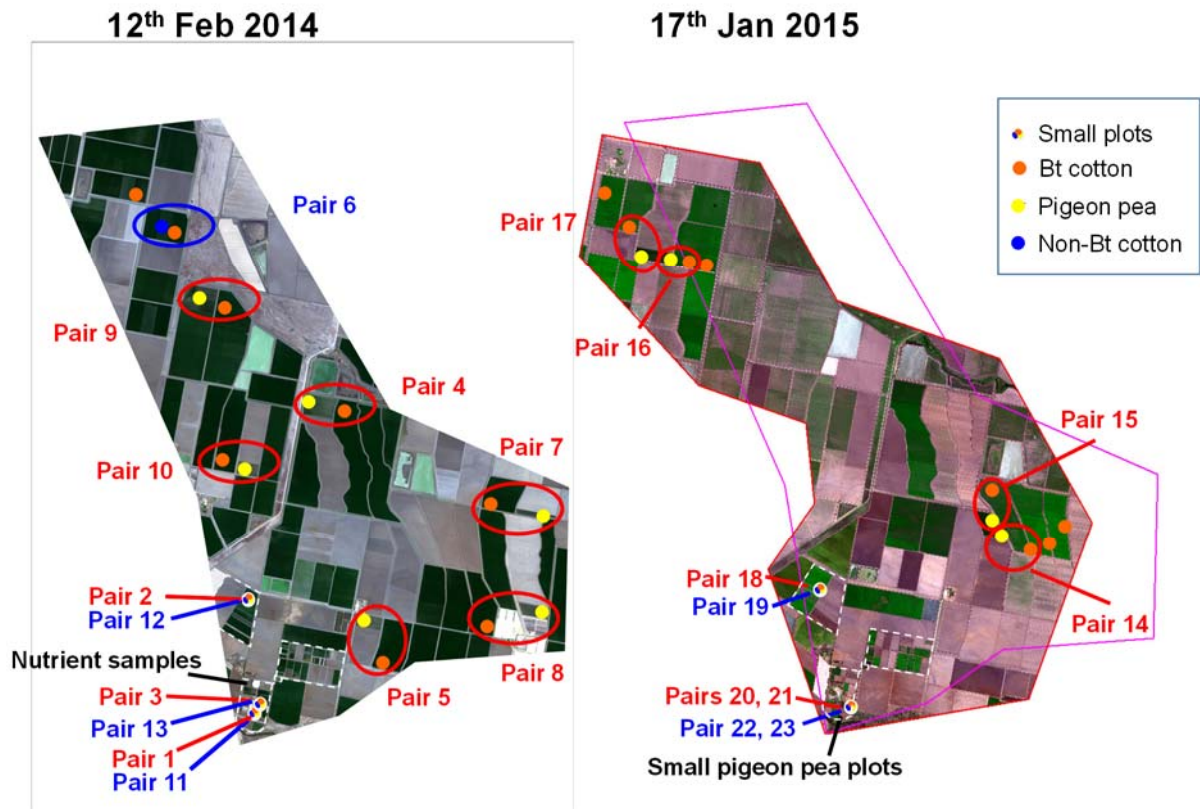 12th Feb 2014
17th Jan 2015
Small plots
Bt cotton
Pigeon pea
Non-Bt cotton
Pair 6
Pair 9
Pair 4
Pair 7
Pair 10
Pair 2
Pair 12
Nutrient samples
Pair 3
Pair 13
Pair 1
Pair 11
Pair 5
Pair 8
Pair 17
Pair 16
Pair 15
Pair 18
Pair 19
Pair 14
Pairs 20, 21
Pair 22, 23
Small pigeon pea plots